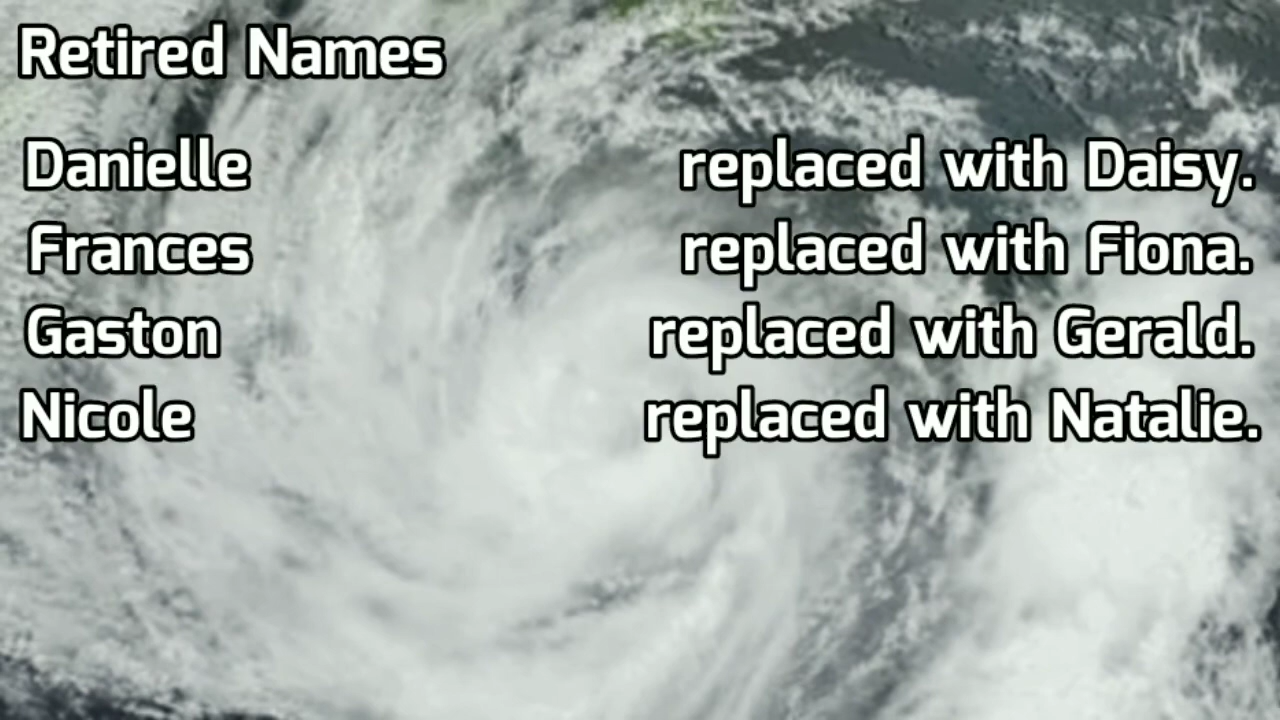 Retired Names
Danielle replaced with Daisy.
Frances replaced with Fiona.
Gaston replaced with Gerald.
Nicole replaced with Natalie.